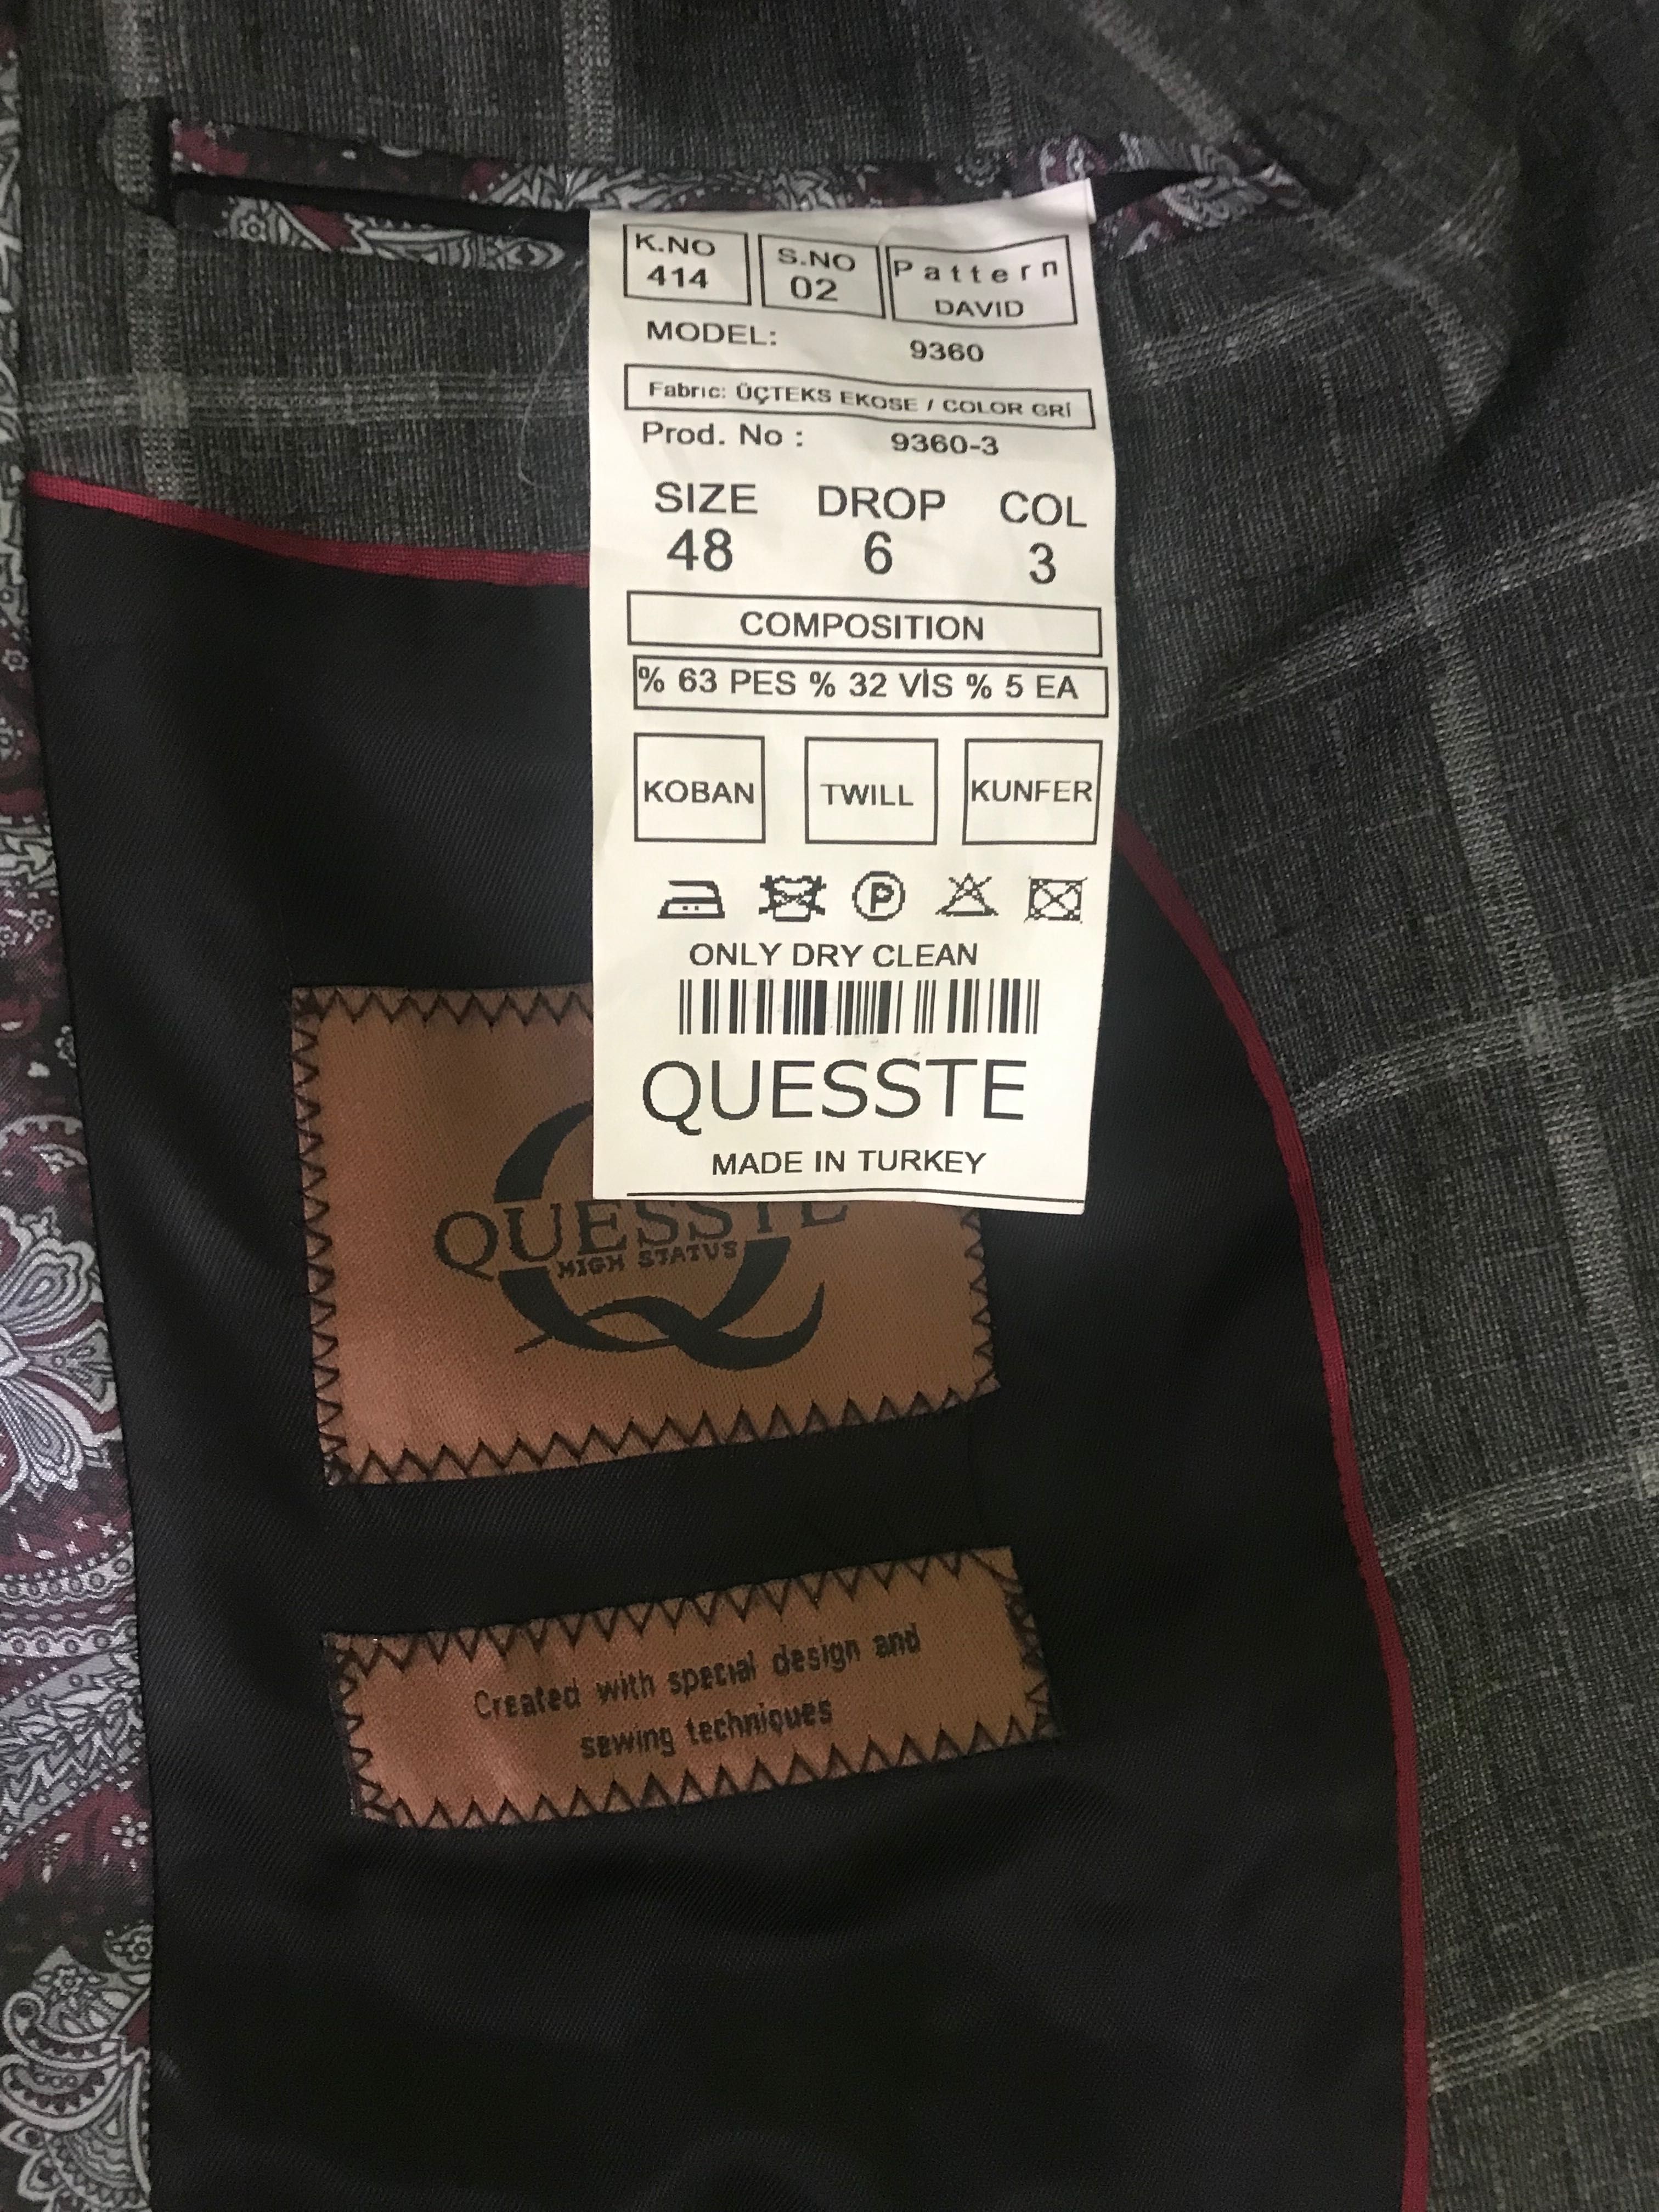 K.NO S.NO Pattern
414 02 DAVID
MODEL: 9360
Fabrıc: ÜÇTEKS EKOSE / COLOR GRİ
Prod. No : 9360-3
SIZE DROP COL
48 6 3
COMPOSITION
% 63 PES % 32 VİS % 5 EA
KOBAN TWILL KUNFER
P
ONLY DRY CLEAN
QUESSTE
MADE IN TURKEY
QUESSTE
HIGH STATUS
Created with special design and
sewing techniques